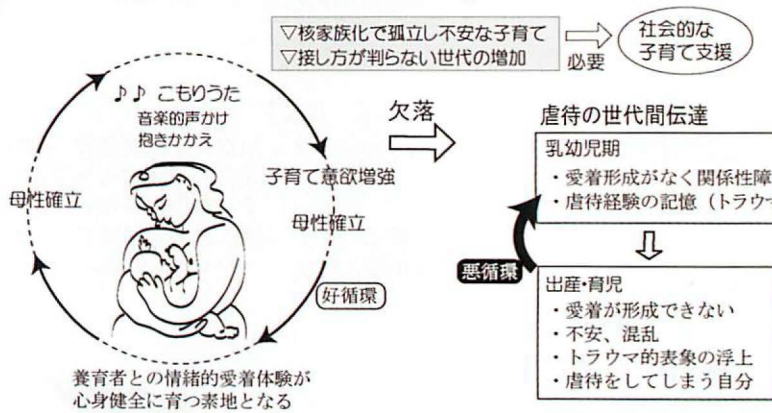 ▽核家族化で孤立し不安な子育て
▽接し方が判らない世代の増加
必要
社会的な
子育て支援
♪♪ こもりうた
音楽的声かけ
抱きかかえ
母性確立
子育て意欲増強
母性確立
好循環
養育者との情緒的愛着体験が
心身健全に育つ素地となる
欠落
虐待の世代間伝達
乳幼児期
・愛着形成がなく関係性障
・虐待経験の記憶（トラウマ
悪循環
出産・育児
・愛着が形成できない
・不安、混乱
・トラウマ的表象の浮上
・虐待をしてしまう自分